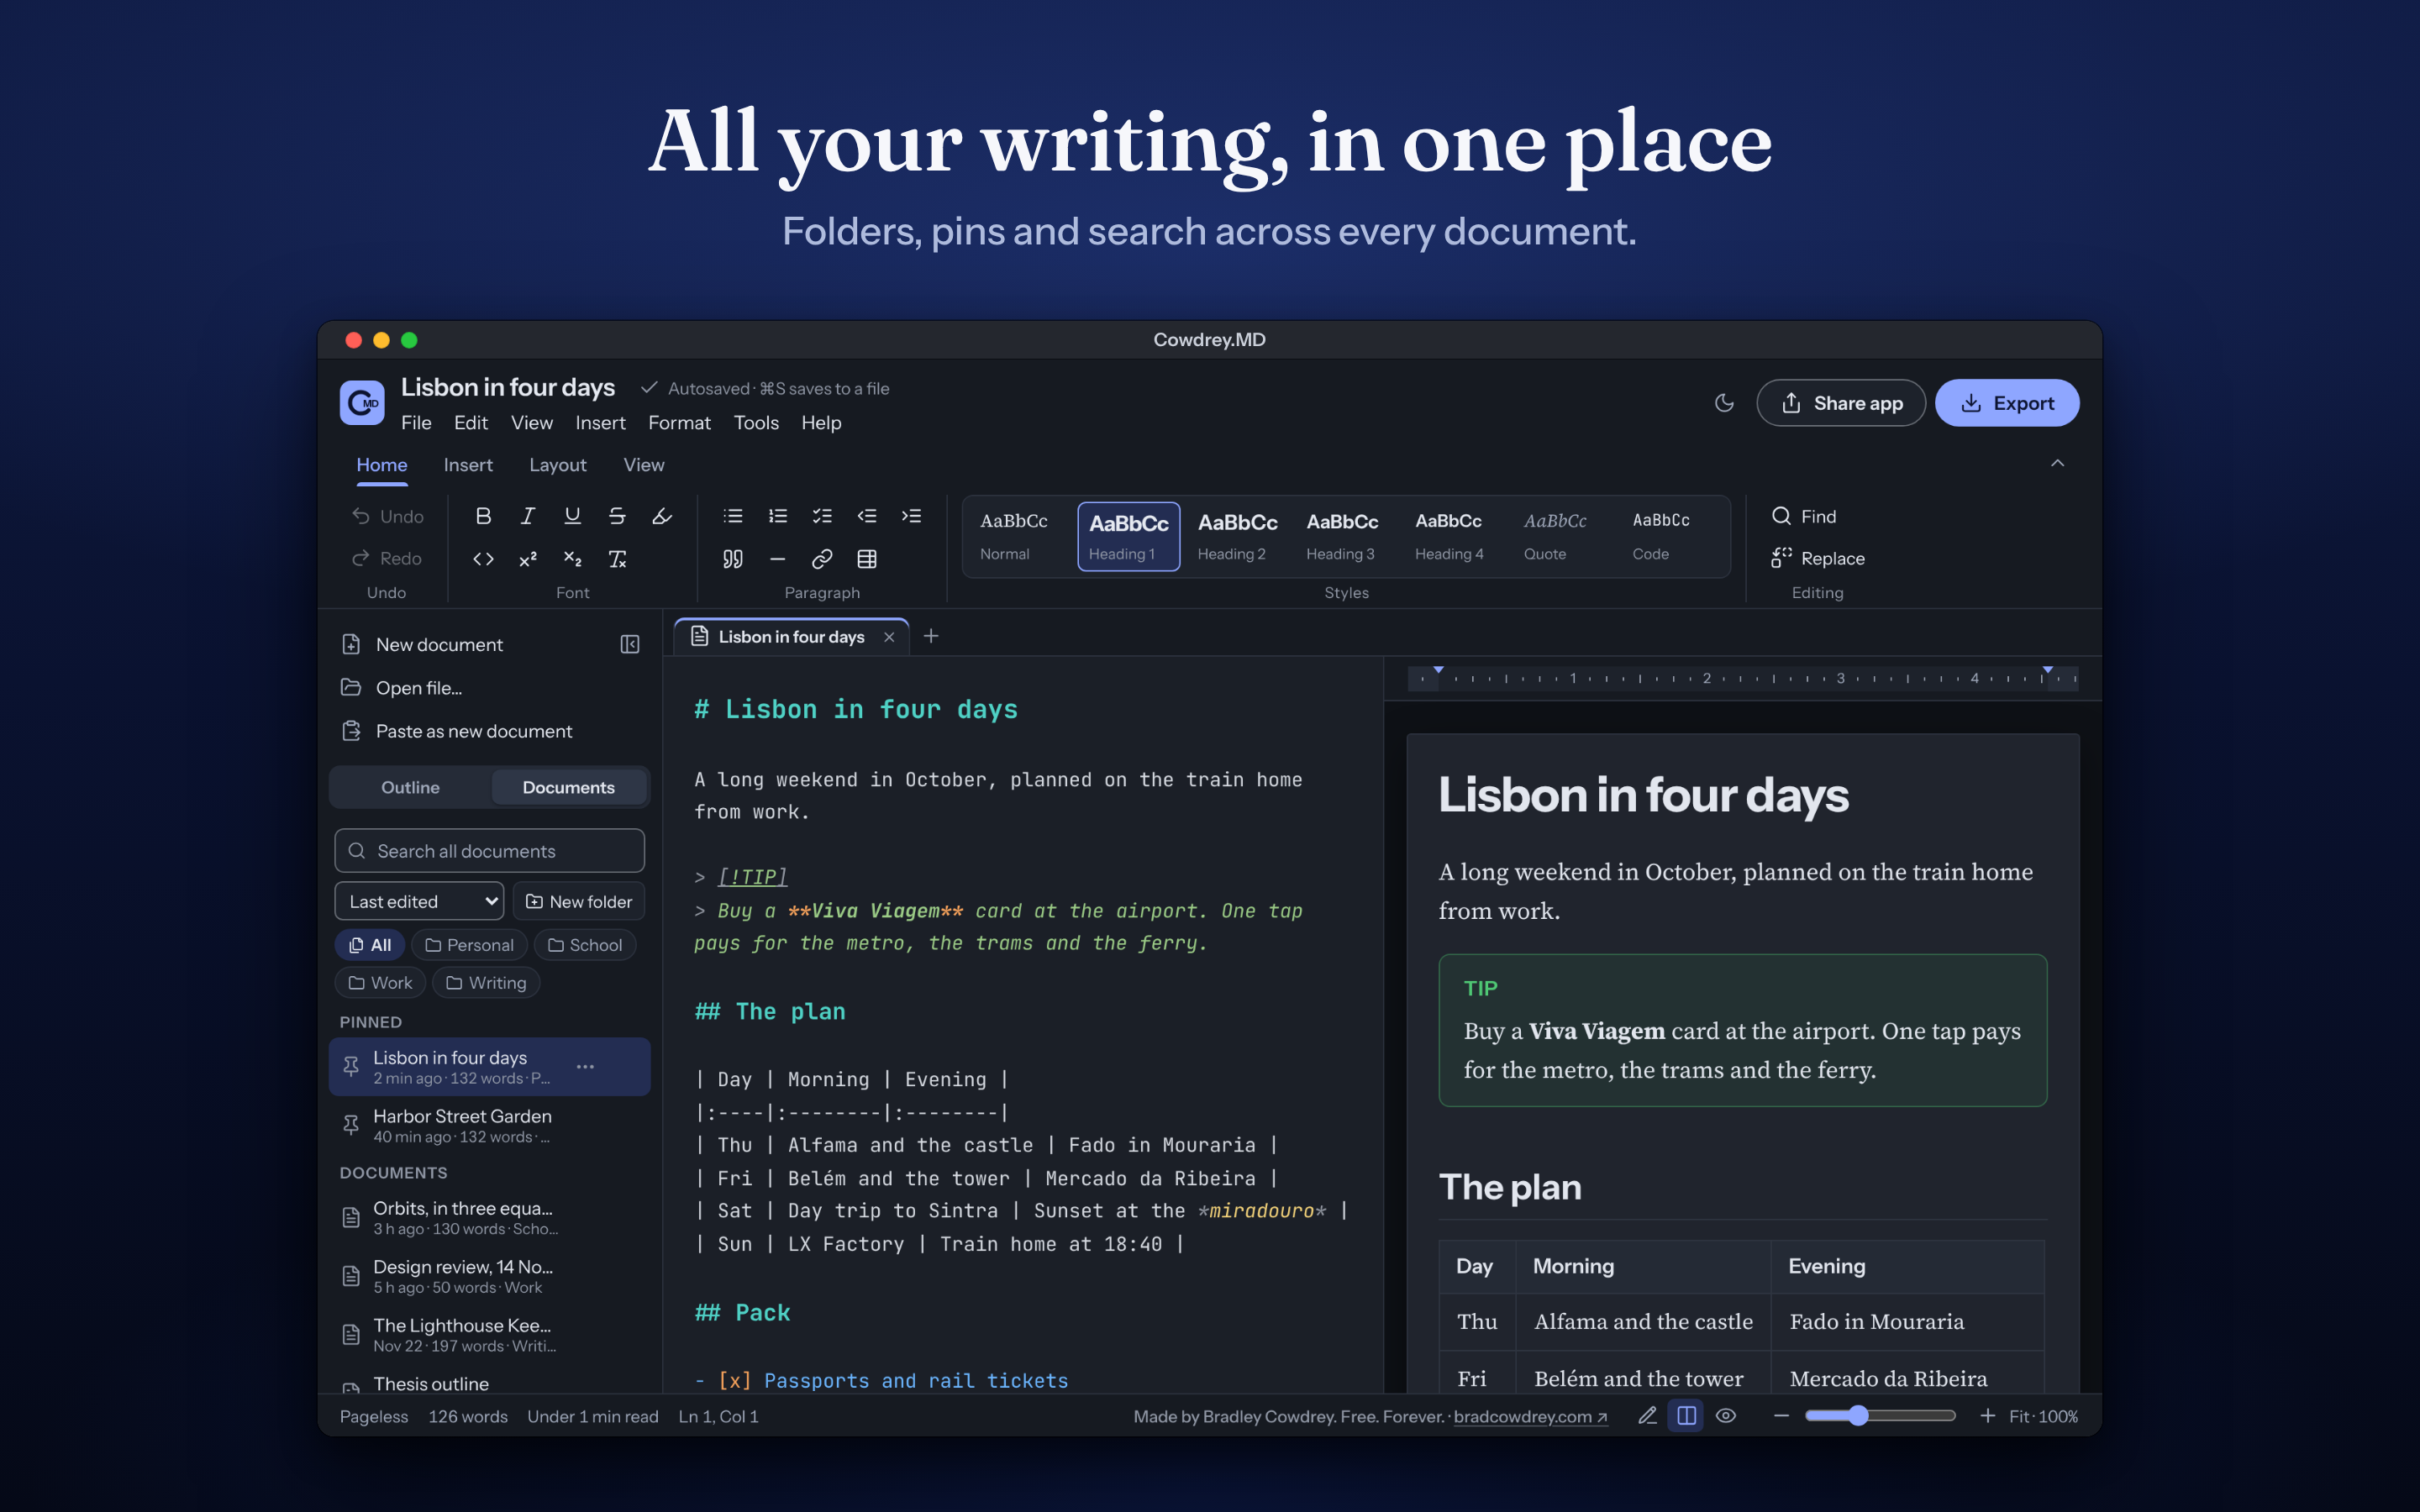 All your writing, in one place
Folders, pins and search across every document.
Cowdrey.MD
C MD
Lisbon in four days
Autosaved · ⌘S saves to a file
File Edit View Insert Format Tools Help
Share app
Export
Home Insert Layout View
Undo
Redo
Undo
Font
Paragraph
AaBbCc AaBbCc AaBbCc AaBbCc AaBbCc AaBbCc AaBbCc
Normal Heading 1 Heading 2 Heading 3 Heading 4 Quote Code
Styles
Find
Replace
Editing
New document
Open file...
Paste as new document
Outline Documents
Search all documents
Last edited New folder
All Personal School
Work Writing
PINNED
Lisbon in four days
2 min ago · 132 words · P...
Harbor Street Garden
40 min ago · 132 words · ...
DOCUMENTS
Orbits, in three equa...
3 h ago · 130 words · Scho...
Design review, 14 No...
5 h ago · 50 words · Work
The Lighthouse Kee...
Nov 22 · 197 words · Writi...
Thesis outline
Lisbon in four days
# Lisbon in four days
A long weekend in October, planned on the train home
from work.
> [!TIP]
> Buy a **Viva Viagem** card at the airport. One tap
pays for the metro, the trams and the ferry.
## The plan
| Day | Morning | Evening |
|:----|:--------|:--------|
| Thu | Alfama and the castle | Fado in Mouraria |
| Fri | Belém and the tower | Mercado da Ribeira |
| Sat | Day trip to Sintra | Sunset at the *miradouro* |
| Sun | LX Factory | Train home at 18:40 |
## Pack
- [x] Passports and rail tickets
1 2 3 4
Lisbon in four days
A long weekend in October, planned on the train home
from work.
TIP
Buy a Viva Viagem card at the airport. One tap pays
for the metro, the trams and the ferry.
The plan
Day Morning Evening
Thu Alfama and the castle Fado in Mouraria
Fri Belém and the tower Mercado da Ribeira
Pageless 126 words Under 1 min read Ln 1, Col 1
Made by Bradley Cowdrey. Free. Forever. · bradcowdrey.com ↗
Fit · 100%